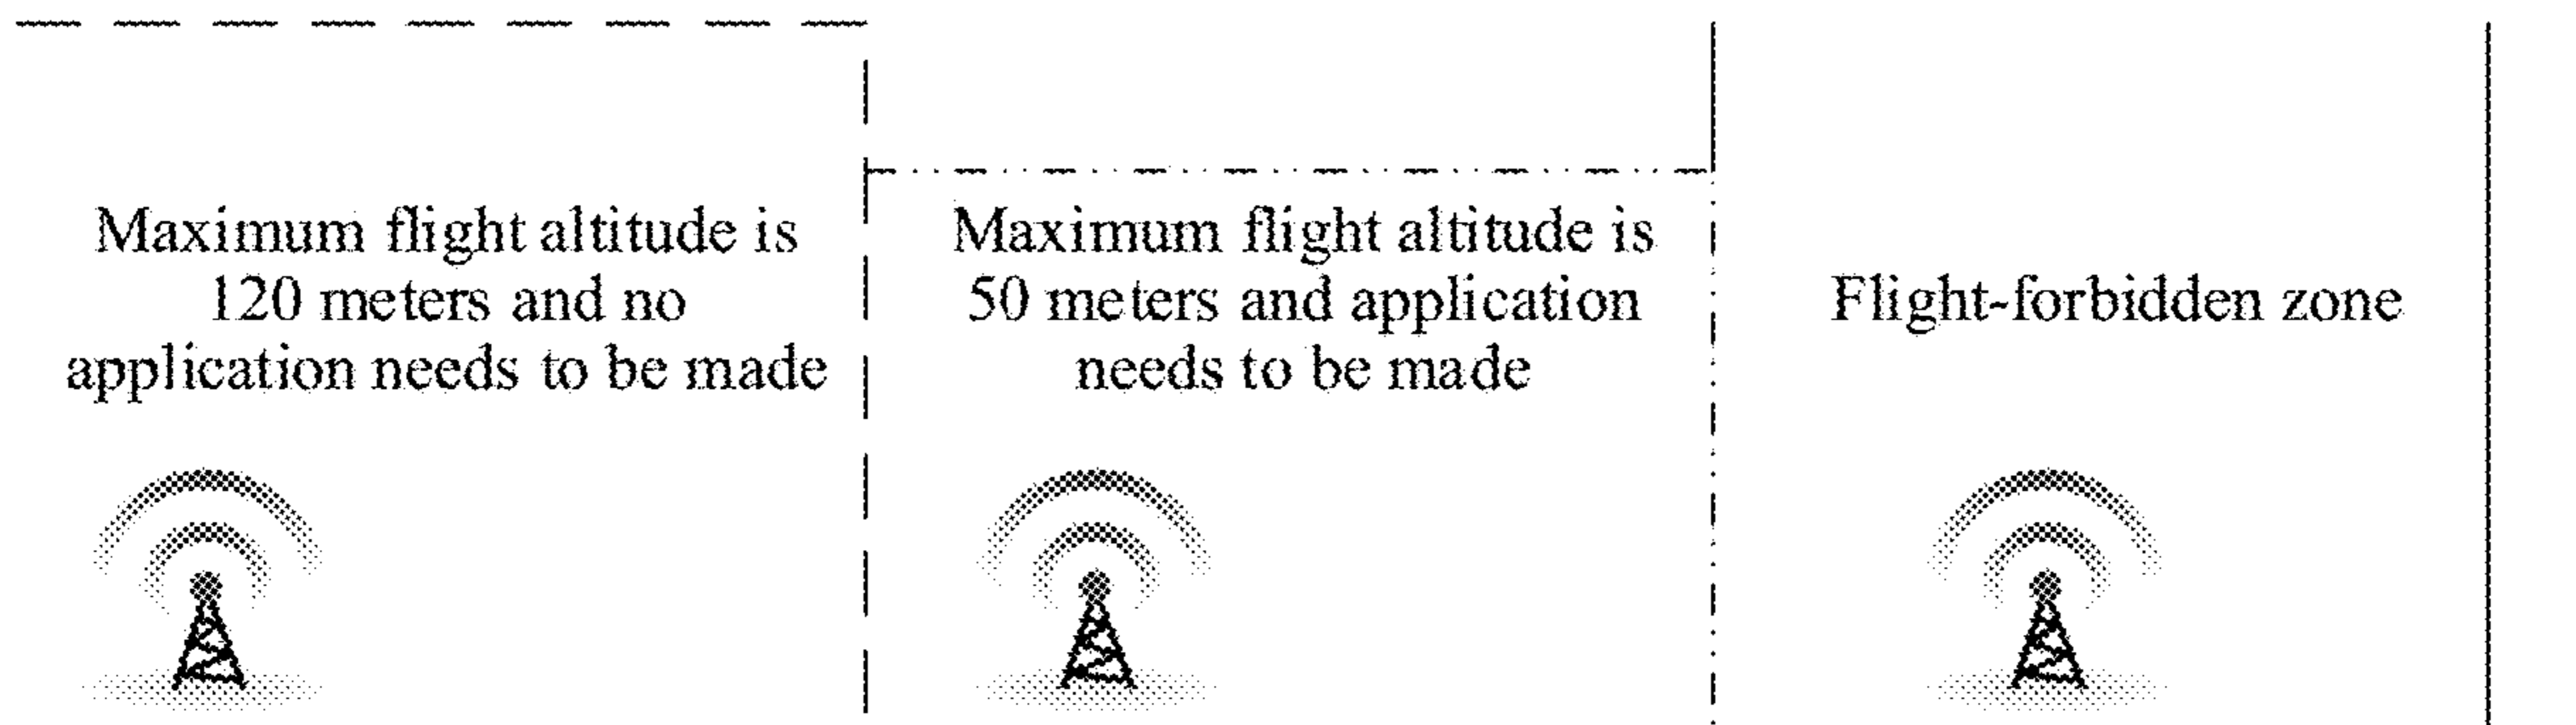 Maximum flight altitude is
120 meters and no
application needs to be made
Maximum flight altitude is
50 meters and application
needs to be made
Flight-forbidden zone